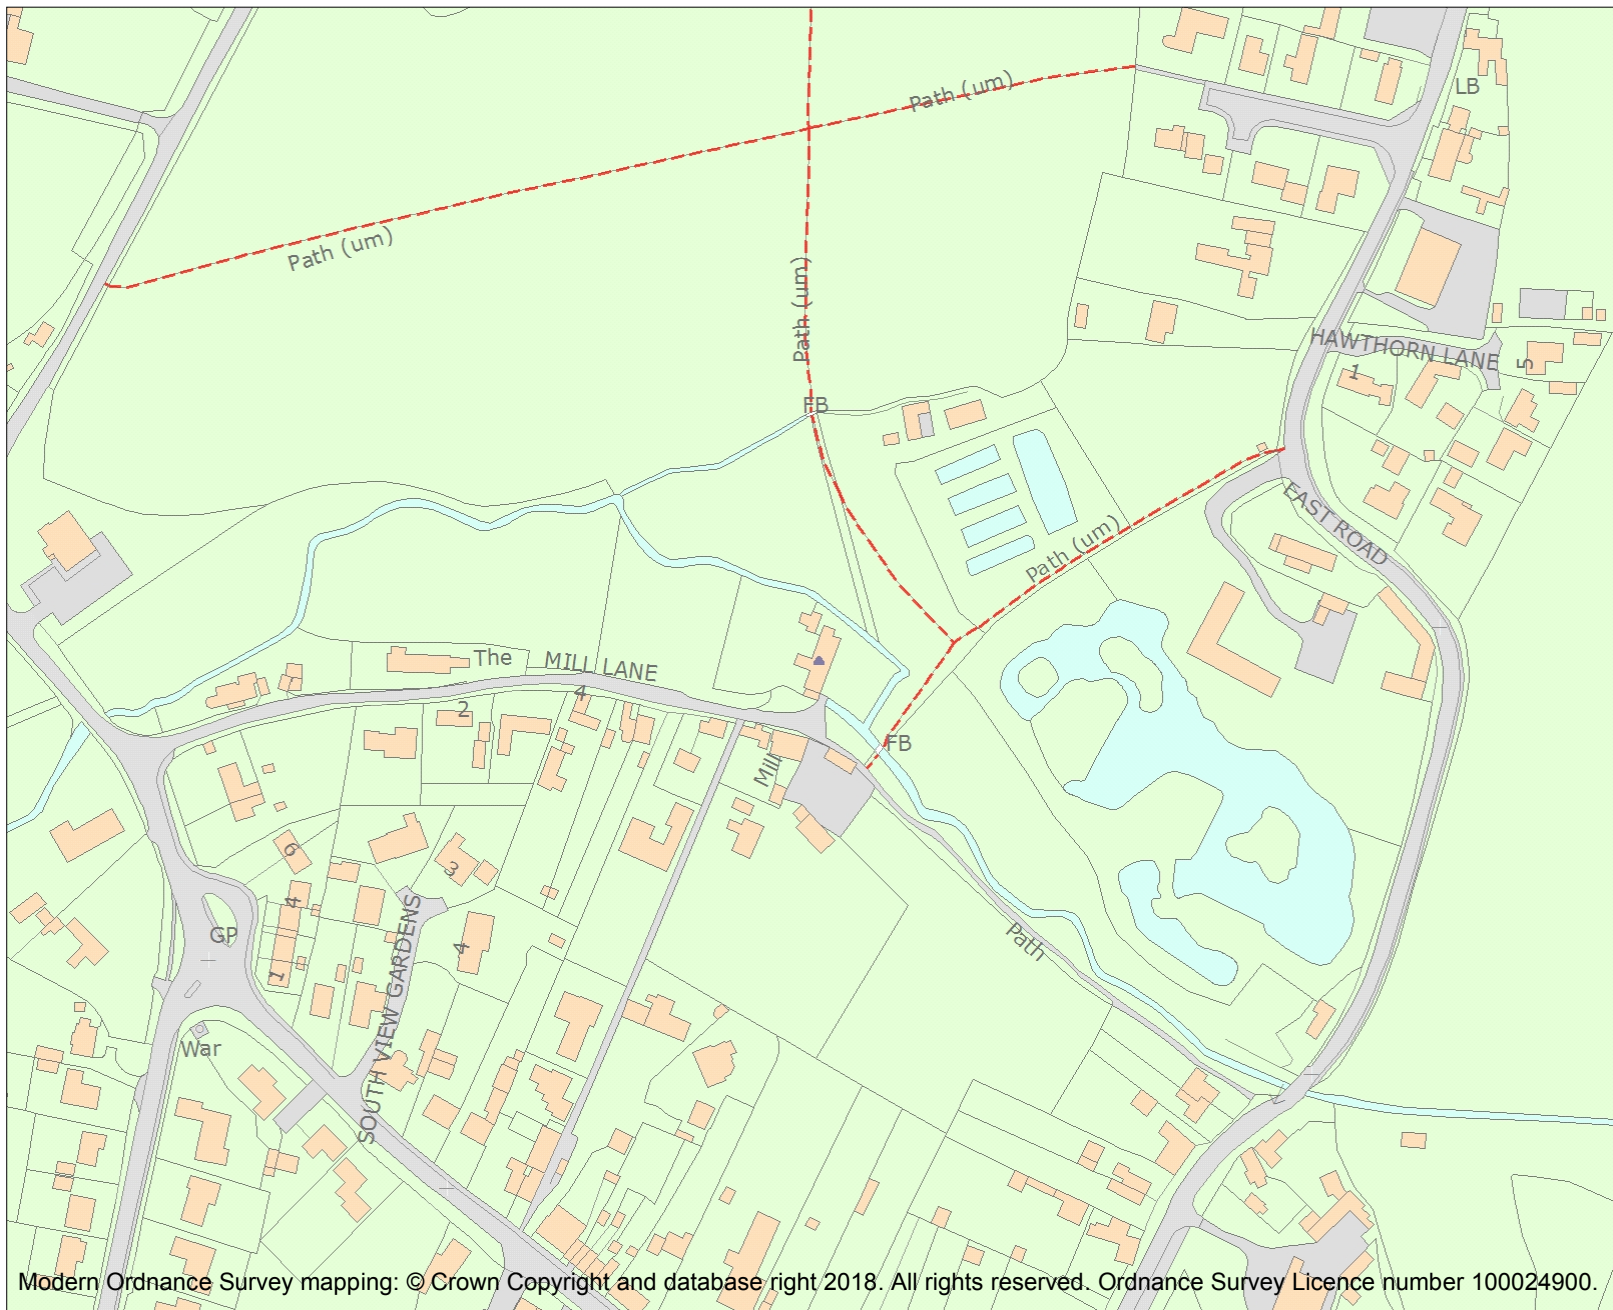 Path (um)
LB
Path (um)
Path (um)
HAWTHORN LANE
1
5
FB
EAST ROAD
Path (um)
The
MILL LANE
4
2
FB
Mill
6
3
4
SOUTH VIEW GARDENS
GP
4
1
Path
War
Modern Ordnance Survey mapping: © Crown Copyright and database right 2018. All rights reserved. Ordnance Survey Licence number 100024900.